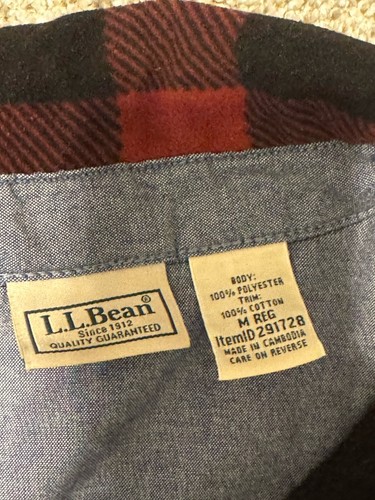 L.L.Bean®
Since 1912
QUALITY GUARANTEED
BODY:
100% POLYESTER
TRIM:
100% COTTON
M REG
ItemID291728
MADE IN CAMBODIA
CARE ON REVERSE